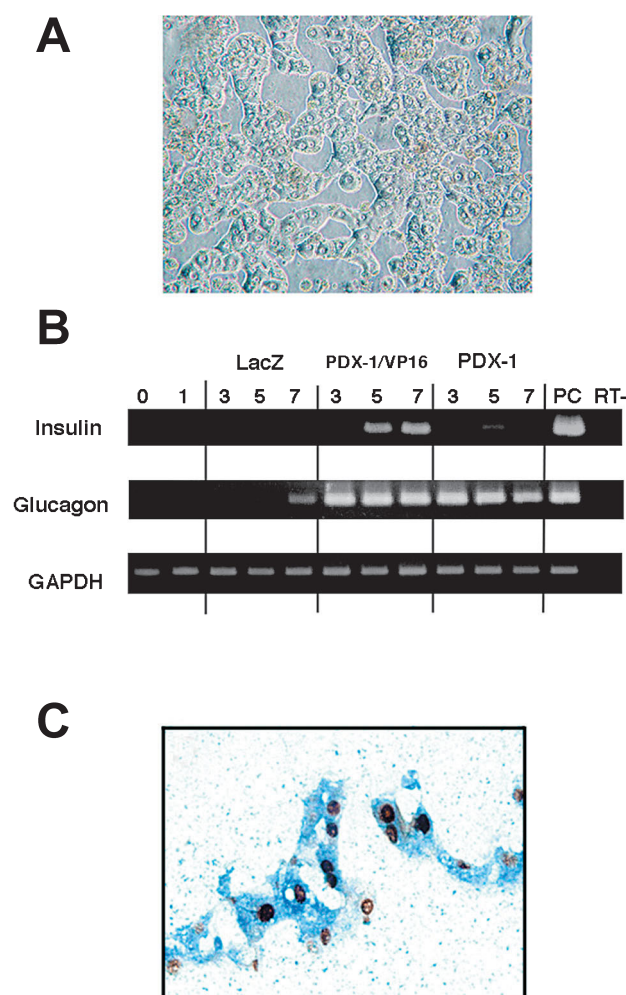 A
B
LacZ PDX-1/VP16 PDX-1
0 1 3 5 7 3 5 7 3 5 7 PC RT-
Insulin
Glucagon
GAPDH
C